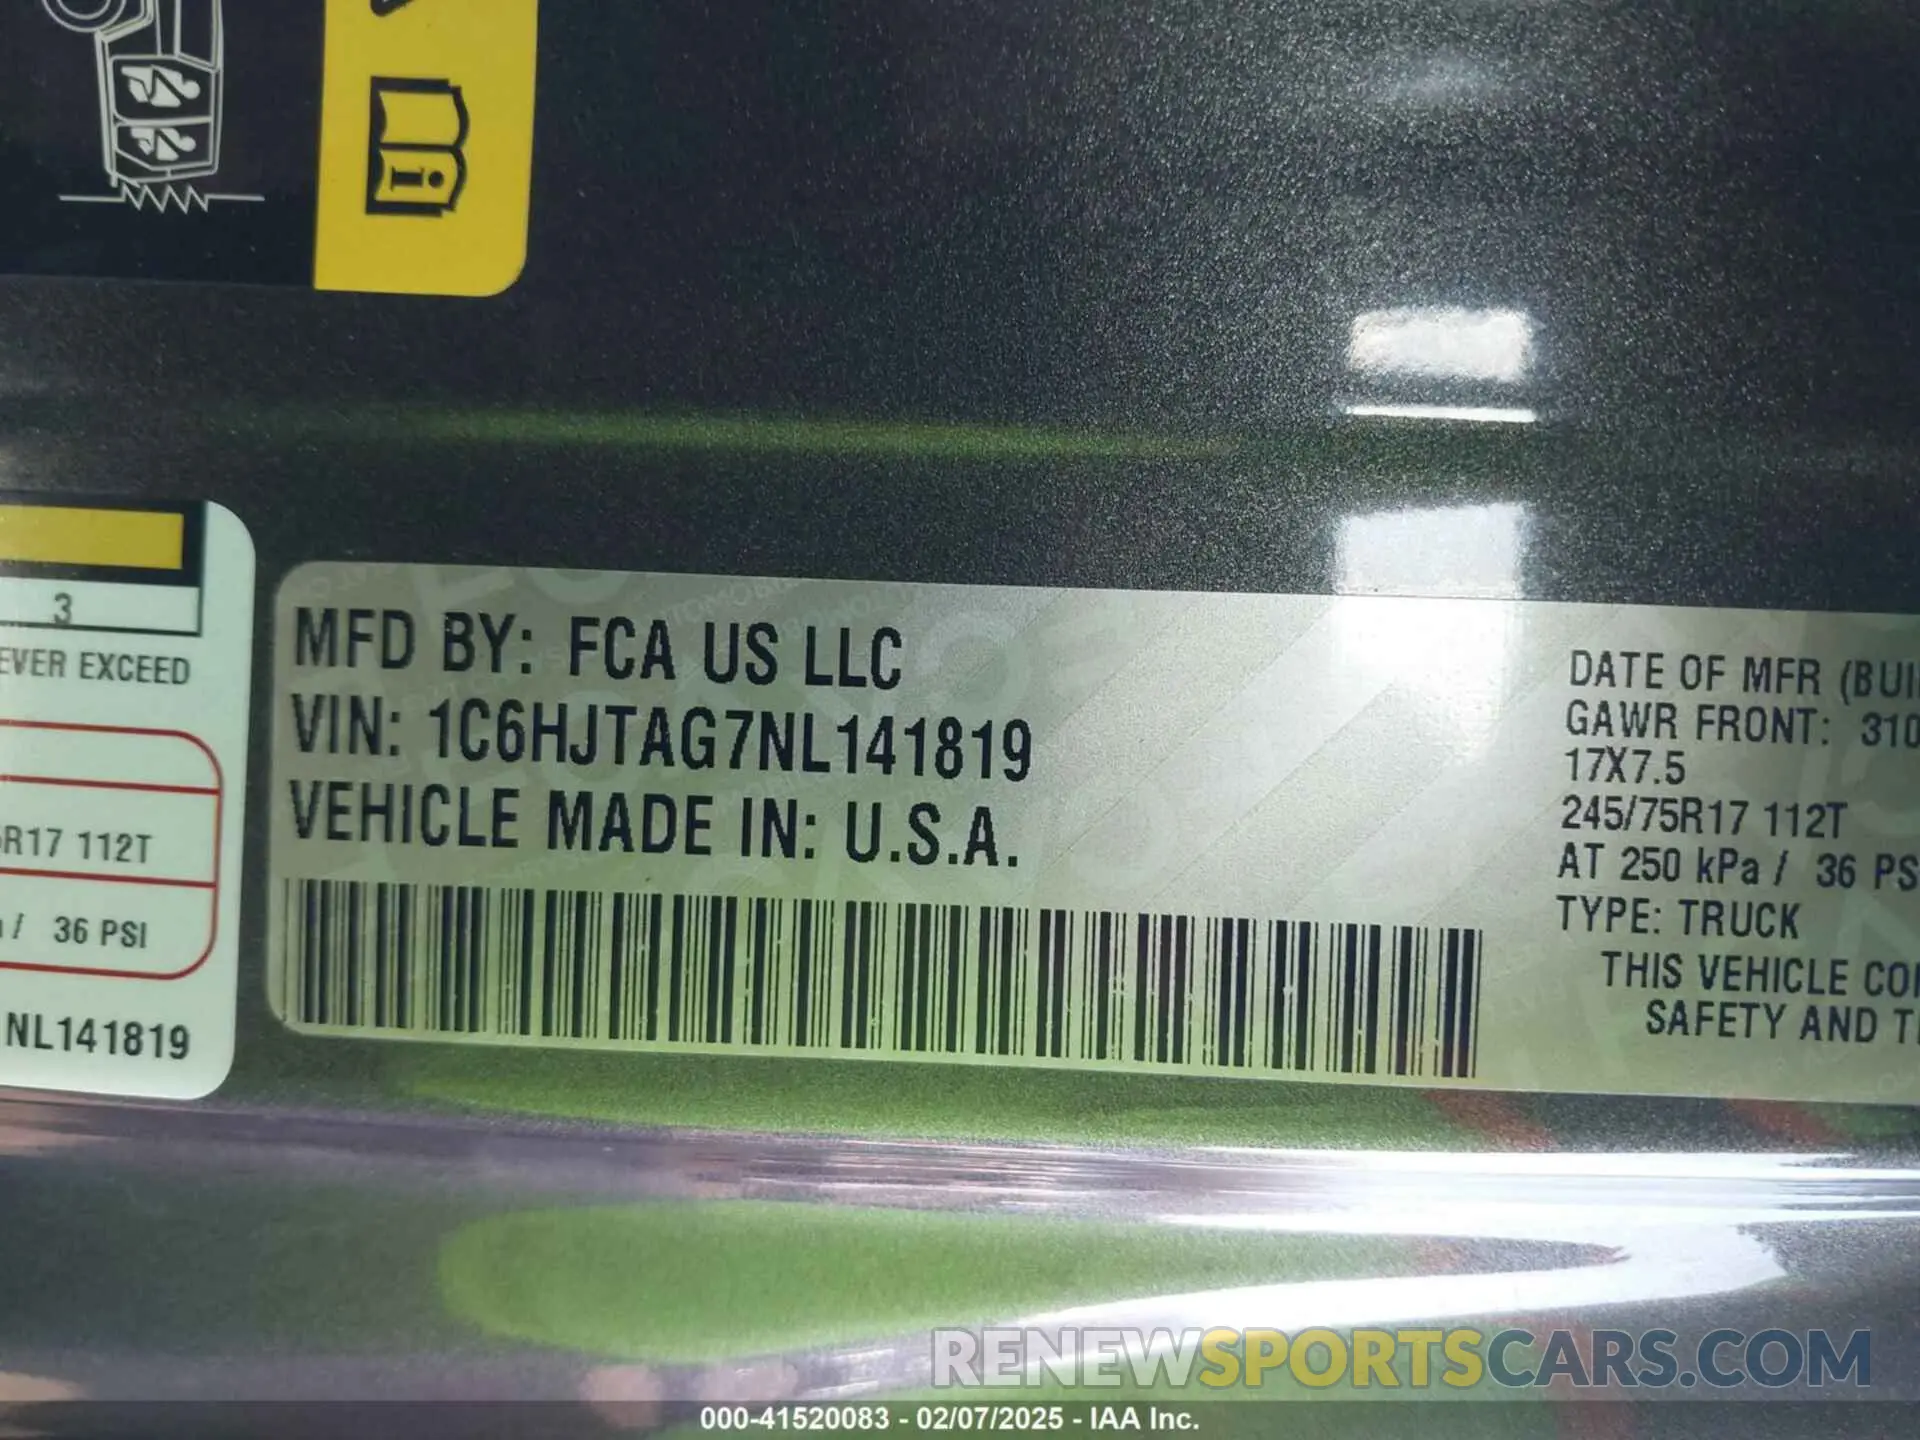 3
EVER EXCEED
R17 112T
/ 36 PSI
NL141819
MFD BY: FCA US LLC
VIN: 1C6HJTAG7NL141819
VEHICLE MADE IN: U.S.A.
DATE OF MFR (BUI
GAWR FRONT: 310
17X7.5
245/75R17 112T
AT 250 kPa / 36 PS
TYPE: TRUCK
THIS VEHICLE CO
SAFETY AND T
RENEWSPORTSCARS.COM
000-41520083 - 02/07/2025 - IAA Inc.